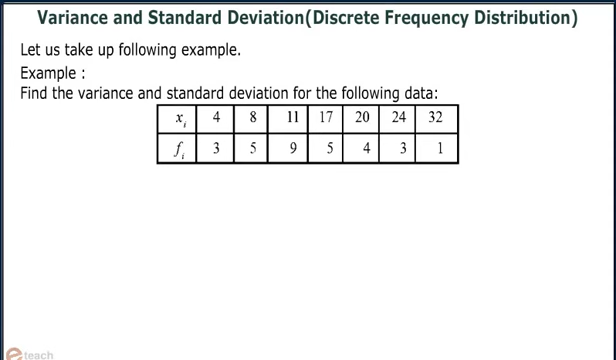 Variance and Standard Deviation(Discrete Frequency Distribution)
Let us take up following example.
Example :
Find the variance and standard deviation for the following data:
xi 4 8 11 17 20 24 32
fi 3 5 9 5 4 3 1
e teach